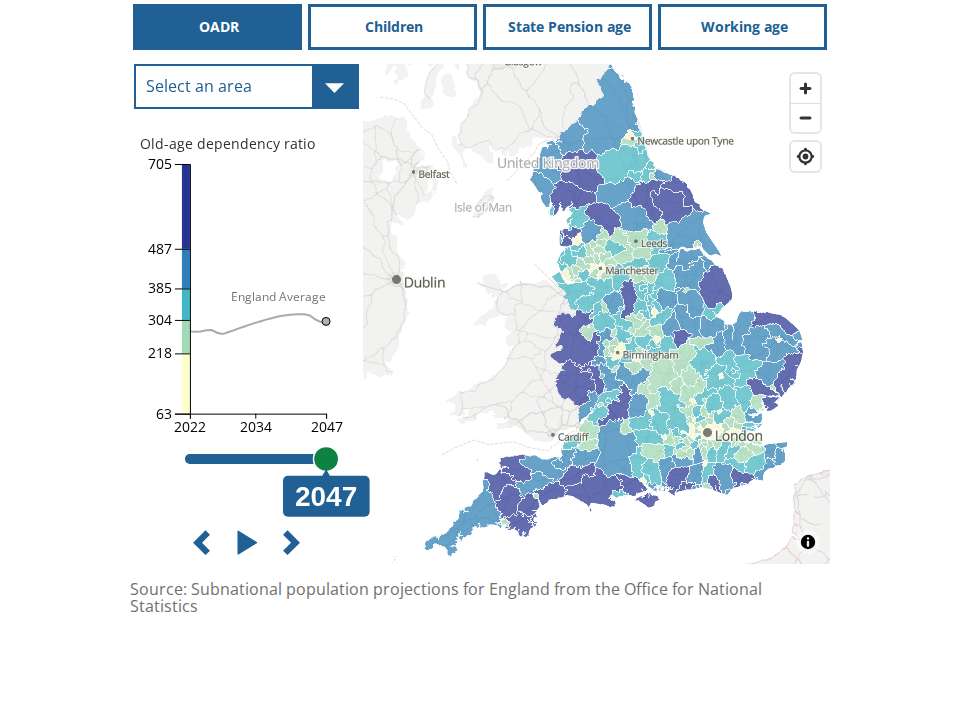 OADR
Children
State Pension age
Working age
Select an area
Old-age dependency ratio
705
487
385
304
218
63
England Average
2022
2034
2047
2047
Glasgow
Newcastle upon Tyne
United Kingdom
Belfast
Isle of Man
Leeds
Manchester
Dublin
Birmingham
Cardiff
London
Source: Subnational population projections for England from the Office for National
Statistics